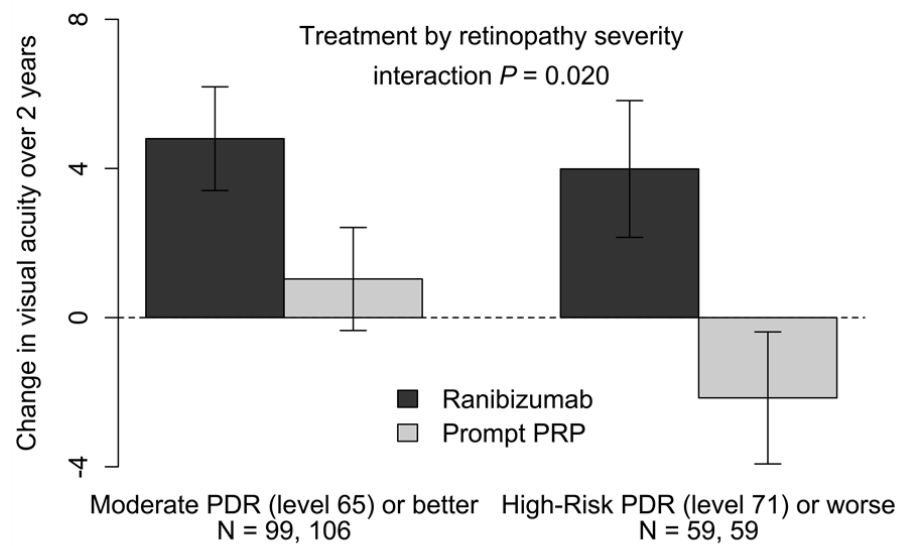 Change in visual acuity over 2 years
8
4
0
-4
Treatment by retinopathy severity
interaction P = 0.020
Ranibizumab
Prompt PRP
Moderate PDR (level 65) or better
N = 99, 106
High-Risk PDR (level 71) or worse
N = 59, 59